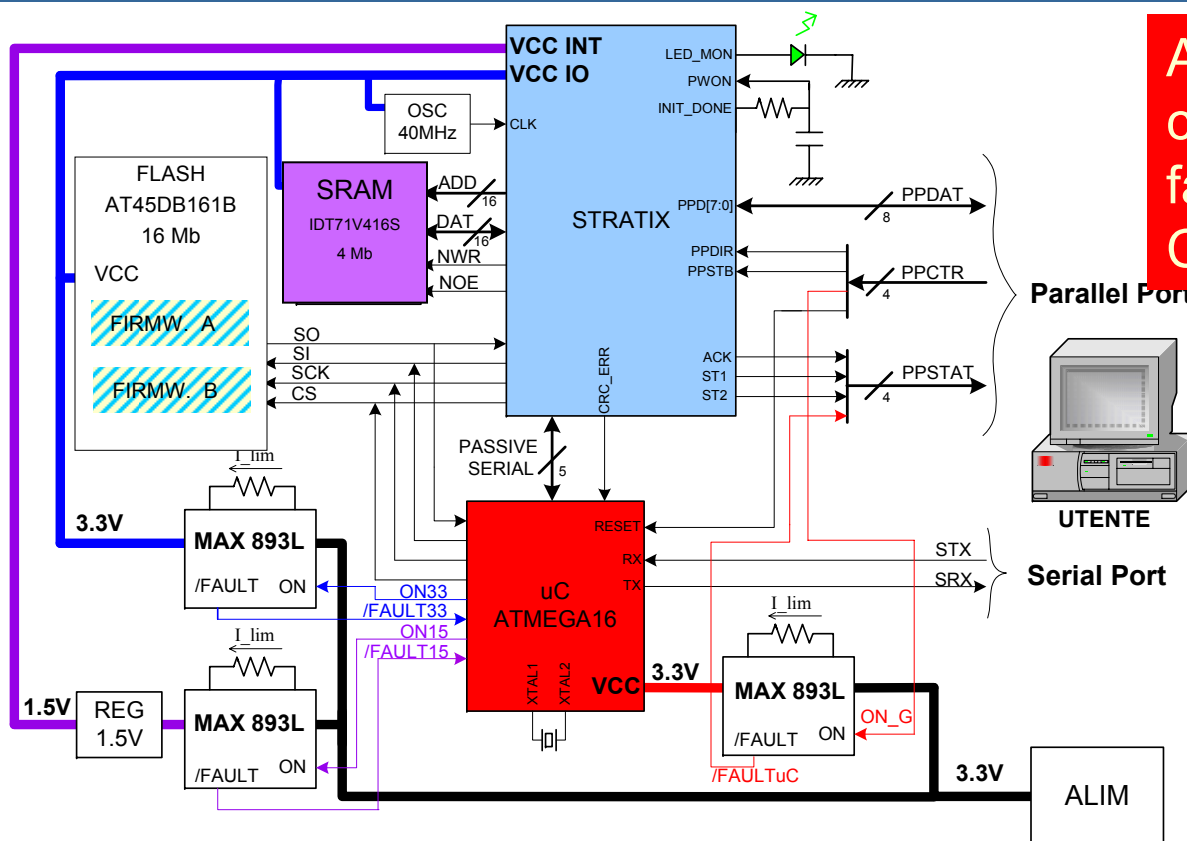 VCC INT
VCC IO
LED_MON
PWON
INIT_DONE
OSC
40MHz
CLK
FLASH
AT45DB161B
16 Mb
VCC
FIRMW. A
FIRMW. B
SRAM
IDT71V416S
4 Mb
ADD
16
DAT
16
NWR
NOE
STRATIX
PPD[7:0]
PPDIR
PPSTB
ACK
ST1
ST2
PPDAT
8
PPCTR
4
PPSTAT
4
Parallel Port
UTENTE
SO
SI
SCK
CS
CRC_ERR
PASSIVE
SERIAL
5
I_lim
3.3V
MAX 893L
/FAULT
ON
ON33
/FAULT33
ON15
/FAULT15
I_lim
1.5V
REG
1.5V
MAX 893L
/FAULT
ON
RESET
RX
TX
uC
ATMEGA16
XTAL1
XTAL2
VCC
STX
SRX
Serial Port
I_lim
3.3V
MAX 893L
/FAULT
ON
ON_G
/FAULTuC
3.3V
ALIM